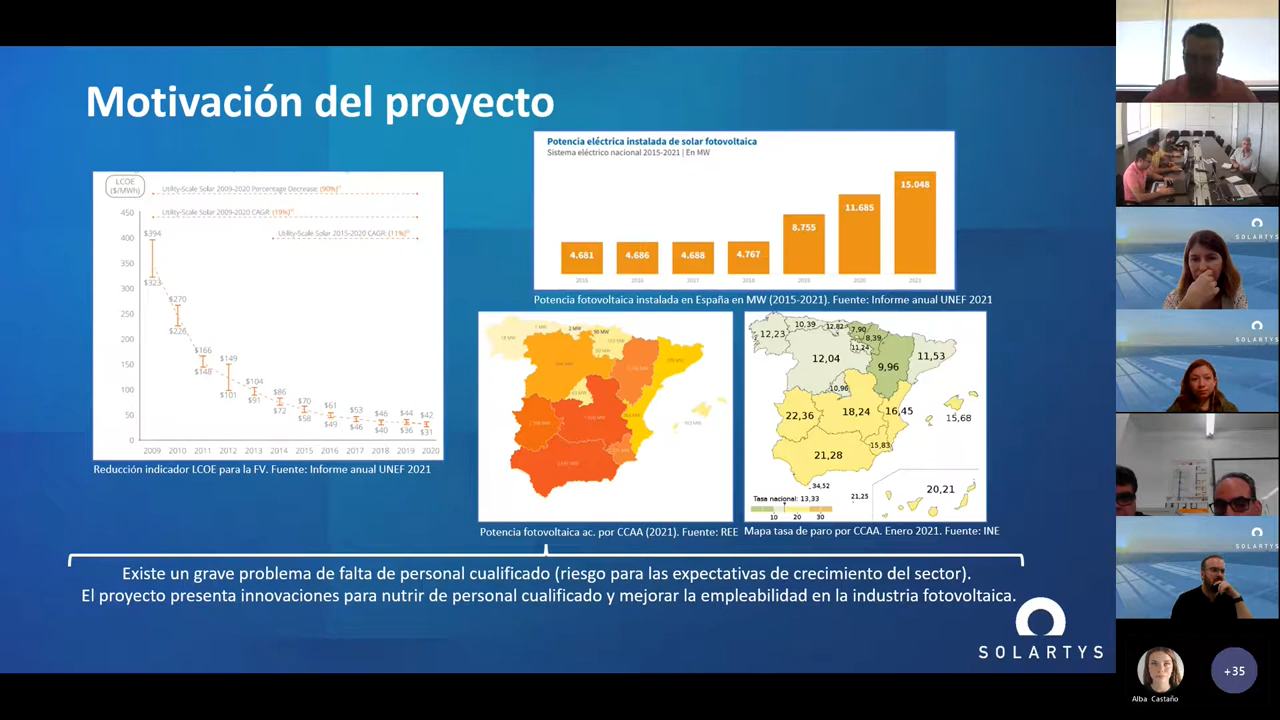 Motivación del proyecto
LCOE
($/MWh)
Utility-Scale Solar 2009-2020 Percentage Decrease: (90%)
Utility-Scale Solar 2009-2020 CAGR: (19%)
Utility-Scale Solar 2015-2020 CAGR: (11%)
450
400
350
300
250
200
150
100
50
0
$394
$323
$270
$226
$166
$148
$149
$101
$104
$91
$86
$72
$70
$58
$61
$49
$53
$46
$46
$40
$44
$36
$42
$31
2009 2010 2011 2012 2013 2014 2015 2016 2017 2018 2019 2020
Reducción indicador LCOE para la FV. Fuente: Informe anual UNEF 2021
Potencia eléctrica instalada de solar fotovoltaica
Sistema eléctrico nacional 2015-2021 | En MW
4.681 4.686 4.688 4.767 8.755 11.685 15.048
2015 2016 2017 2018 2019 2020 2021
Potencia fotovoltaica instalada en España en MW (2015-2021). Fuente: Informe anual UNEF 2021
1 MW
2 MW
Potencia fotovoltaica ac. por CCAA (2021). Fuente: REE
12,23
10,39
12,82
7,90
8,39
11,24
12,04
9,96
11,53
10,96
22,36
18,24
16,45
15,68
15,83
21,28
34,52
21,25
20,21
Tasa nacional: 13,33
10 20 30
Mapa tasa de paro por CCAA. Enero 2021. Fuente: INE
Existe un grave problema de falta de personal cualificado (riesgo para las expectativas de crecimiento del sector).
El proyecto presenta innovaciones para nutrir de personal cualificado y mejorar la empleabilidad en la industria fotovoltaica.
SOLARTYS
SOLARTYS
SOLARTYS
SOLARTYS
Alba Castaño
+35